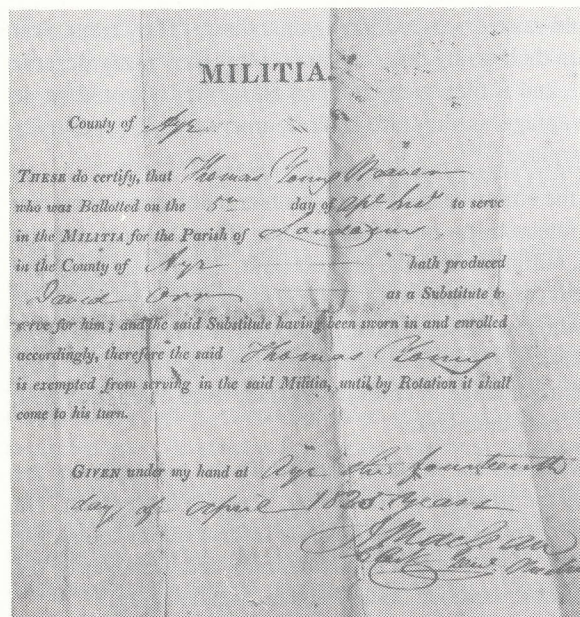 MILITIA.
County of Ayr
THESE do certify, that Thomas Young Weaver
who was Ballotted on the 5th day of Apl last to serve
in the MILITIA for the Parish of Loudoun
in the County of Ayr hath produced
David Orr as a Substitute to
serve for him; and the said Substitute having been sworn in and enrolled
accordingly, therefore the said Thomas Young
is exempted from serving in the said Militia, until by Rotation it shall
come to his turn.
GIVEN under my hand at Ayr this fourteenth
day of April years